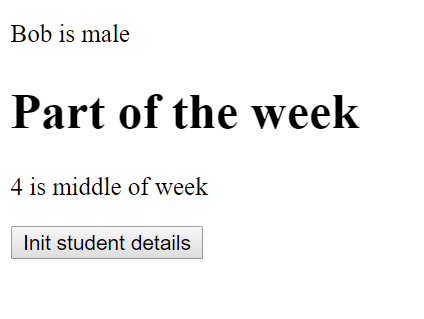 Bob is male
Part of the week
4 is middle of week
Init student details